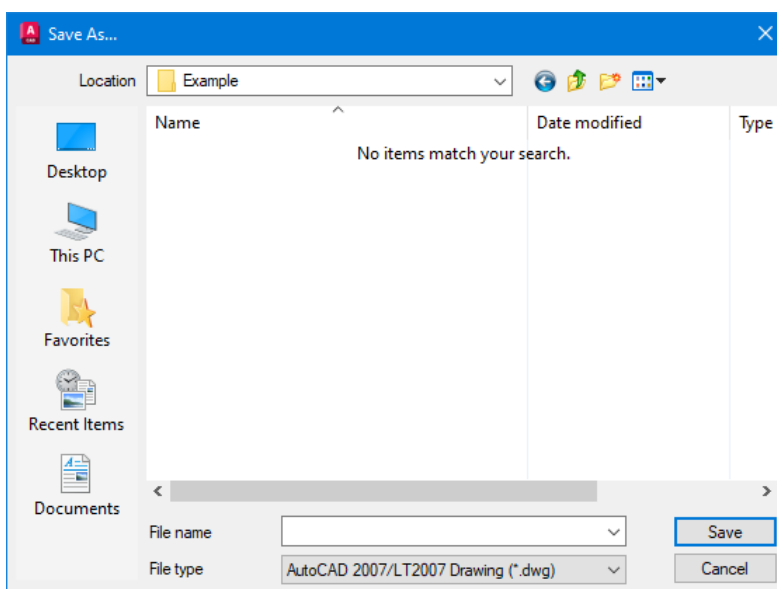 Save As...
Location Example
Name Date modified Type
No items match your search.
Desktop
This PC
Favorites
Recent Items
Documents
File name Save
File type AutoCAD 2007/LT2007 Drawing (*.dwg) Cancel